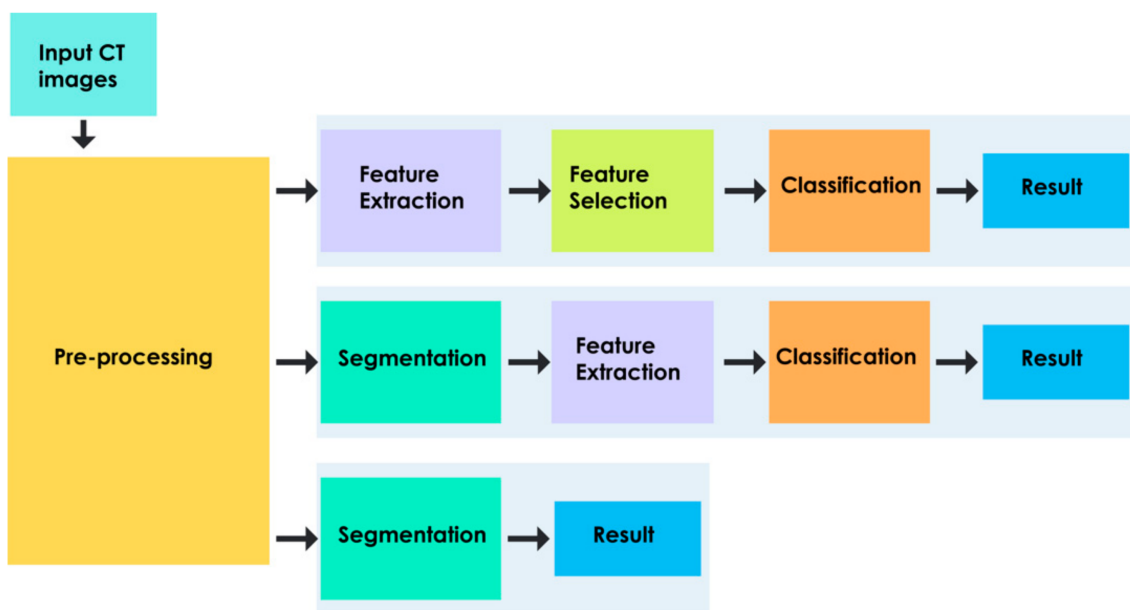 Input CT
images
Pre-processing
Feature
Extraction
Feature
Selection
Classification
Result
Segmentation
Feature
Extraction
Classification
Result
Segmentation
Result